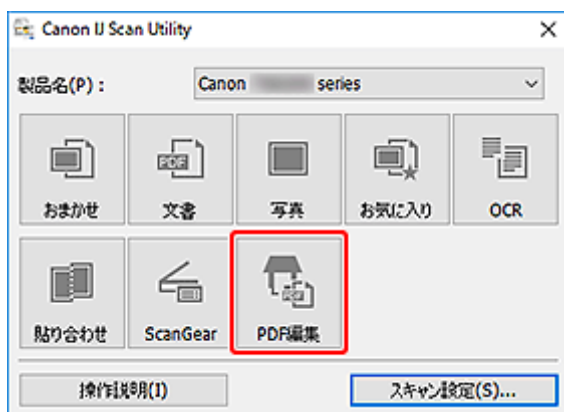 Canon IJ Scan Utility
製品名(P) :
Canon series
おまかせ
文書
写真
お気に入り
OCR
貼り合わせ
ScanGear
PDF編集
操作説明(I)
スキャン設定(S)...